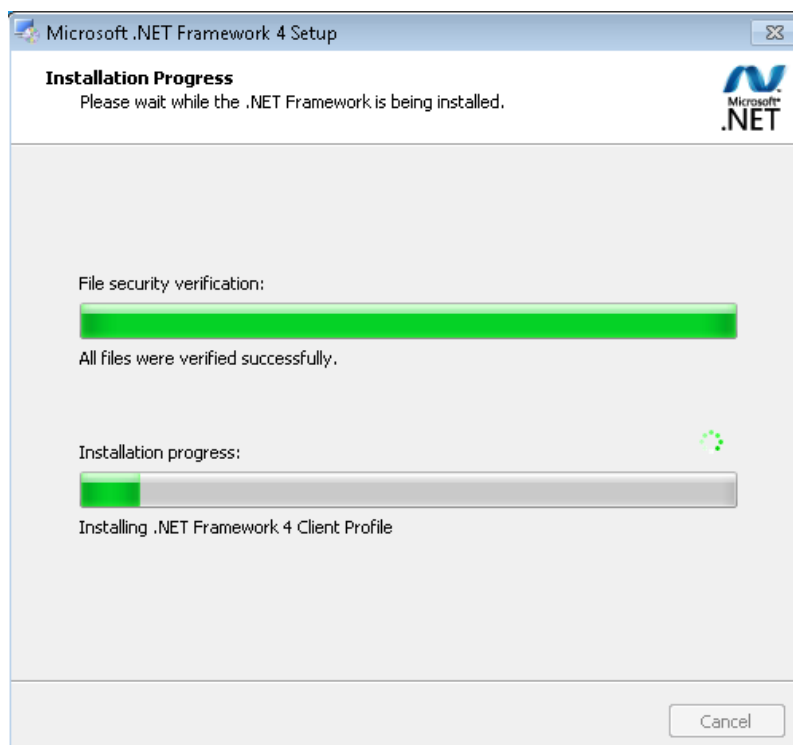 Microsoft .NET Framework 4 Setup
Installation Progress
Please wait while the .NET Framework is being installed.
Microsoft
.NET
File security verification:
All files were verified successfully.
Installation progress:
Installing .NET Framework 4 Client Profile
Cancel